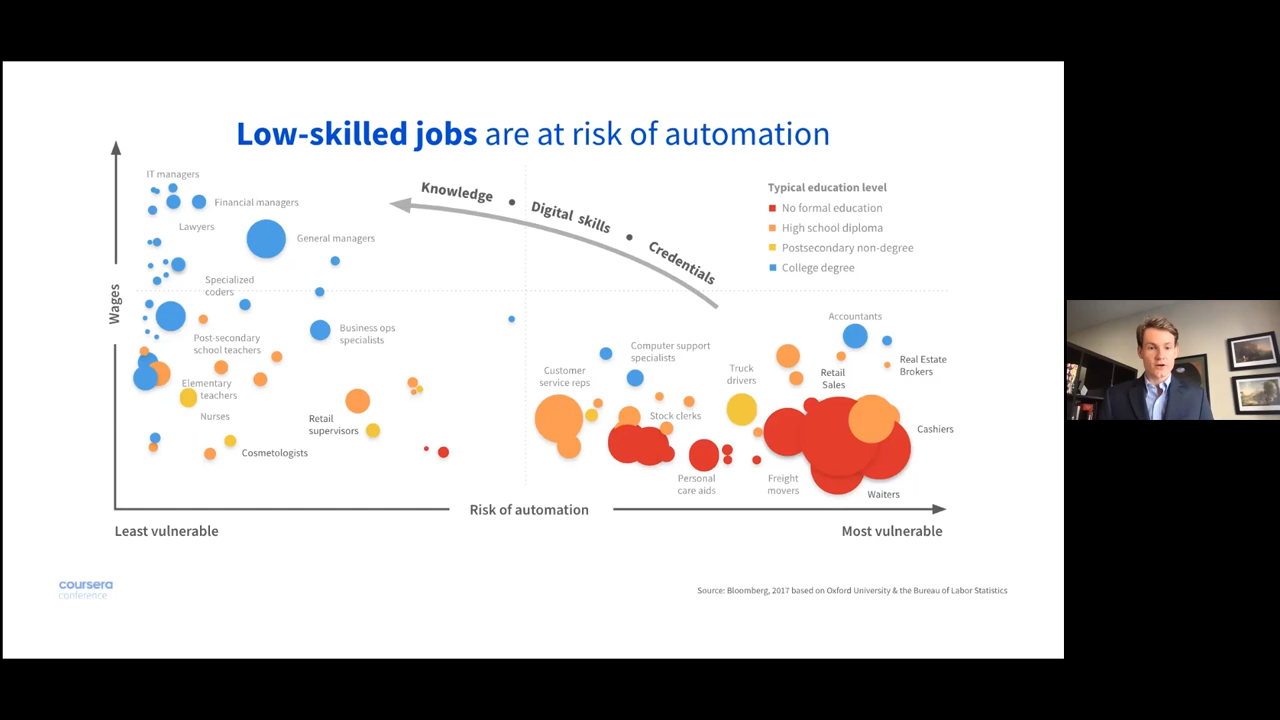 Low-skilled jobs are at risk of automation
IT managers
Financial managers
Lawyers
General managers
Specialized
coders
Knowledge • Digital skills • Credentials
Typical education level
No formal education
High school diploma
Postsecondary non-degree
College degree
Wages
Post-secondary
school teachers
Business ops
specialists
Elementary
teachers
Nurses
Retail
supervisors
Cosmetologists
Customer
service reps
Computer support
specialists
Stock clerks
Truck
drivers
Accountants
Retail
Sales
Real Estate
Brokers
Cashiers
Personal
care aids
Freight
movers
Waiters
Risk of automation
Least vulnerable
Most vulnerable
coursera
conference
Source: Bloomberg, 2017 based on Oxford University & the Bureau of Labor Statistics